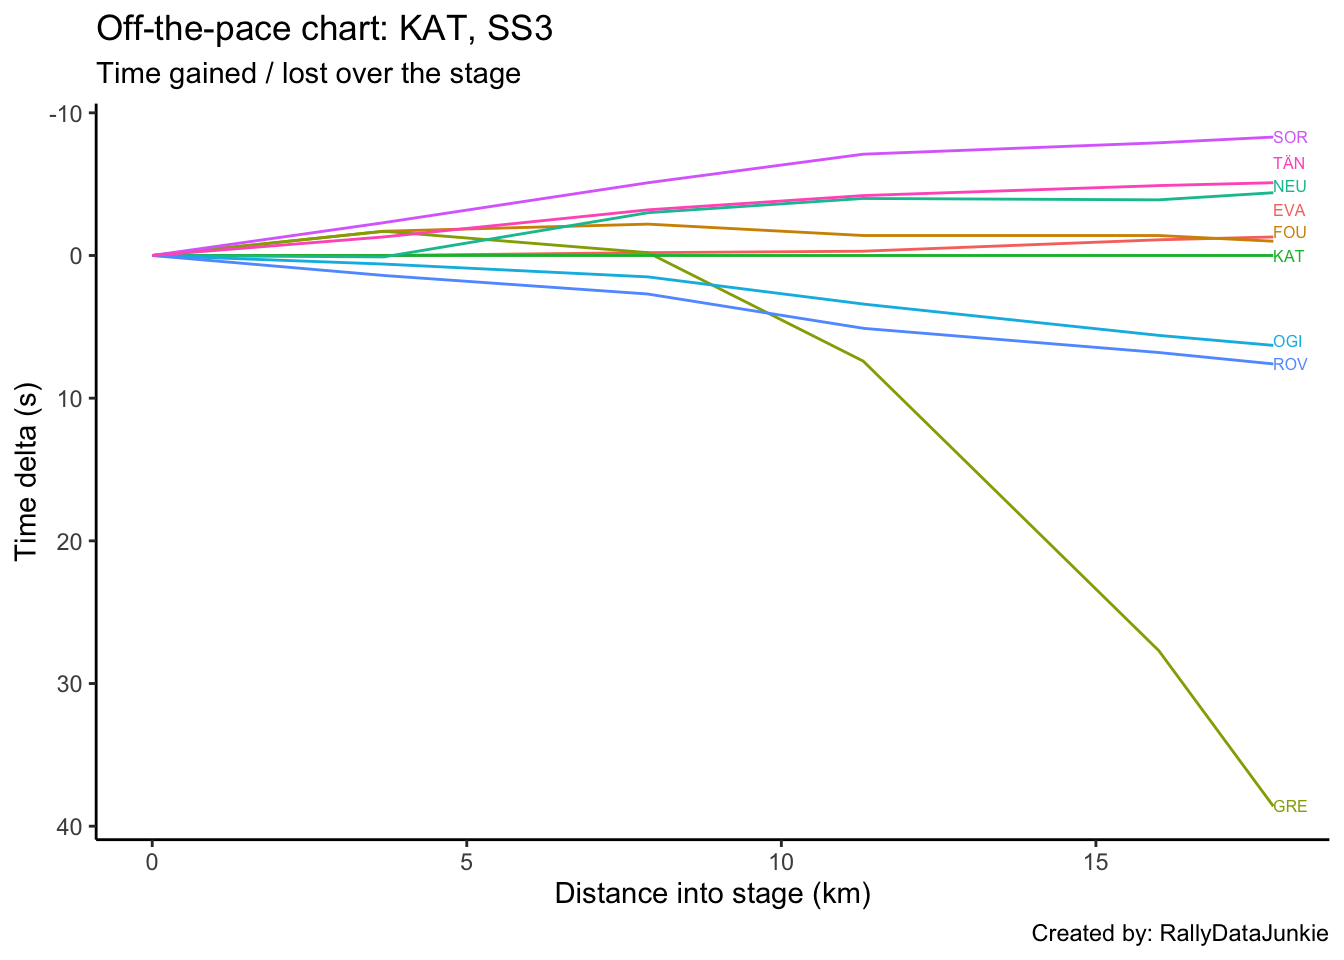 Off-the-pace chart: KAT, SS3
Time gained / lost over the stage
-10
0
10
20
30
40
Time delta (s)
SOR
TÄN
NEU
EVA
FOU
KAT
OGI
ROV
GRE
0 5 10 15
Distance into stage (km)
Created by: RallyDataJunkie